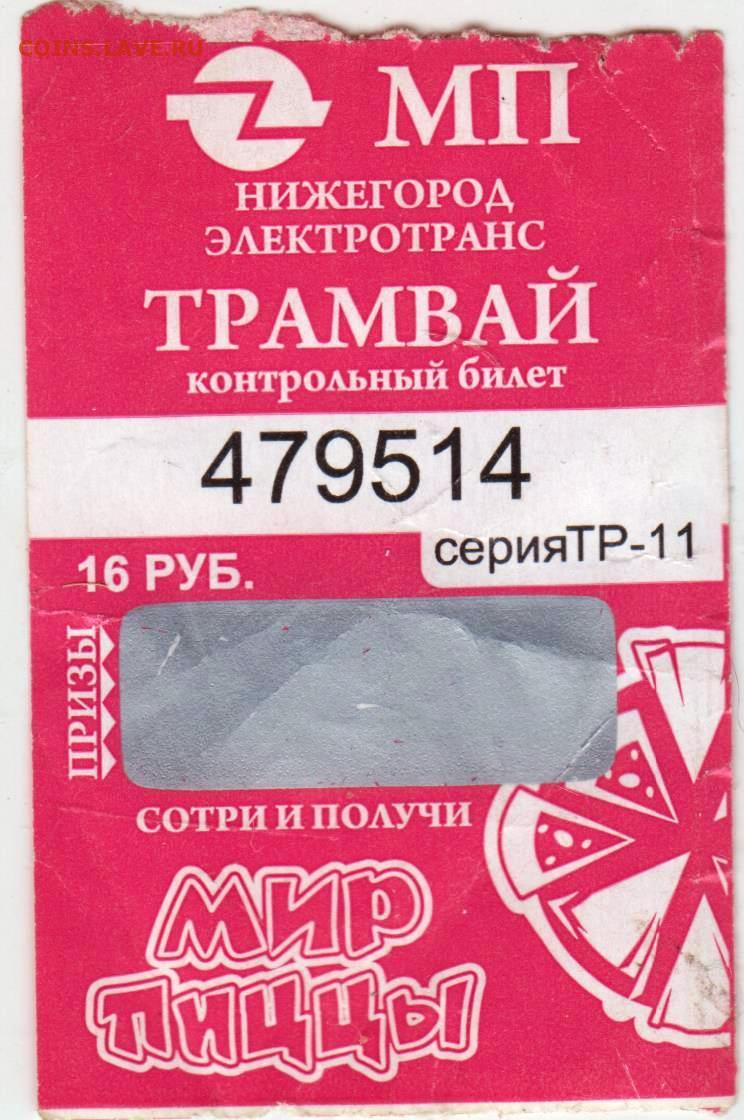 COINS.LAVE.RU
МП
НИЖЕГОРОД
ЭЛЕКТРОТРАНС
ТРАМВАЙ
контрольный билет
479514
серияТР-11
16 РУБ.
ПРИЗЫ
СОТРИ И ПОЛУЧИ
МИР
ПИЦЦЫ